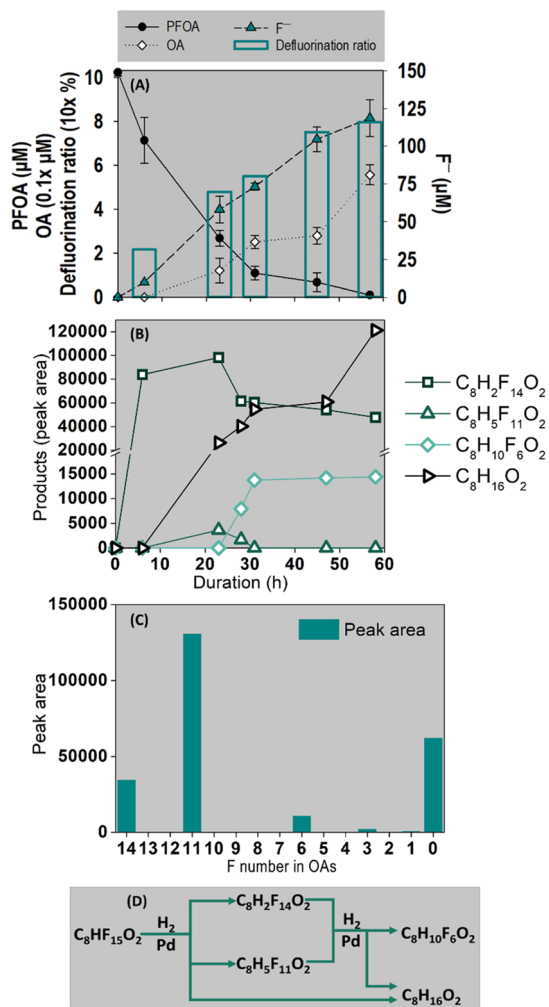 PFOA F⁻
OA Defluorination ratio
(A)
PFOA (μM)
OA (0.1x μM)
Defluorination ratio (10x %)
10
8
6
4
2
0
150
125
100
75
50
25
0
F⁻ (μM)
(B)
Products (peak area)
120000
100000
80000
60000
40000
20000
15000
10000
5000
0
0 10 20 30 40 50 60
Duration (h)
C₈H₂F₁₄O₂
C₈H₅F₁₁O₂
C₈H₁₀F₆O₂
C₈H₁₆O₂
(C)
Peak area
Peak area
150000
100000
50000
0
14 13 12 11 10 9 8 7 6 5 4 3 2 1 0
F number in OAs
(D)
C₈HF₁₅O₂ H₂ Pd
C₈H₂F₁₄O₂
C₈H₅F₁₁O₂
H₂ Pd
C₈H₁₀F₆O₂
C₈H₁₆O₂